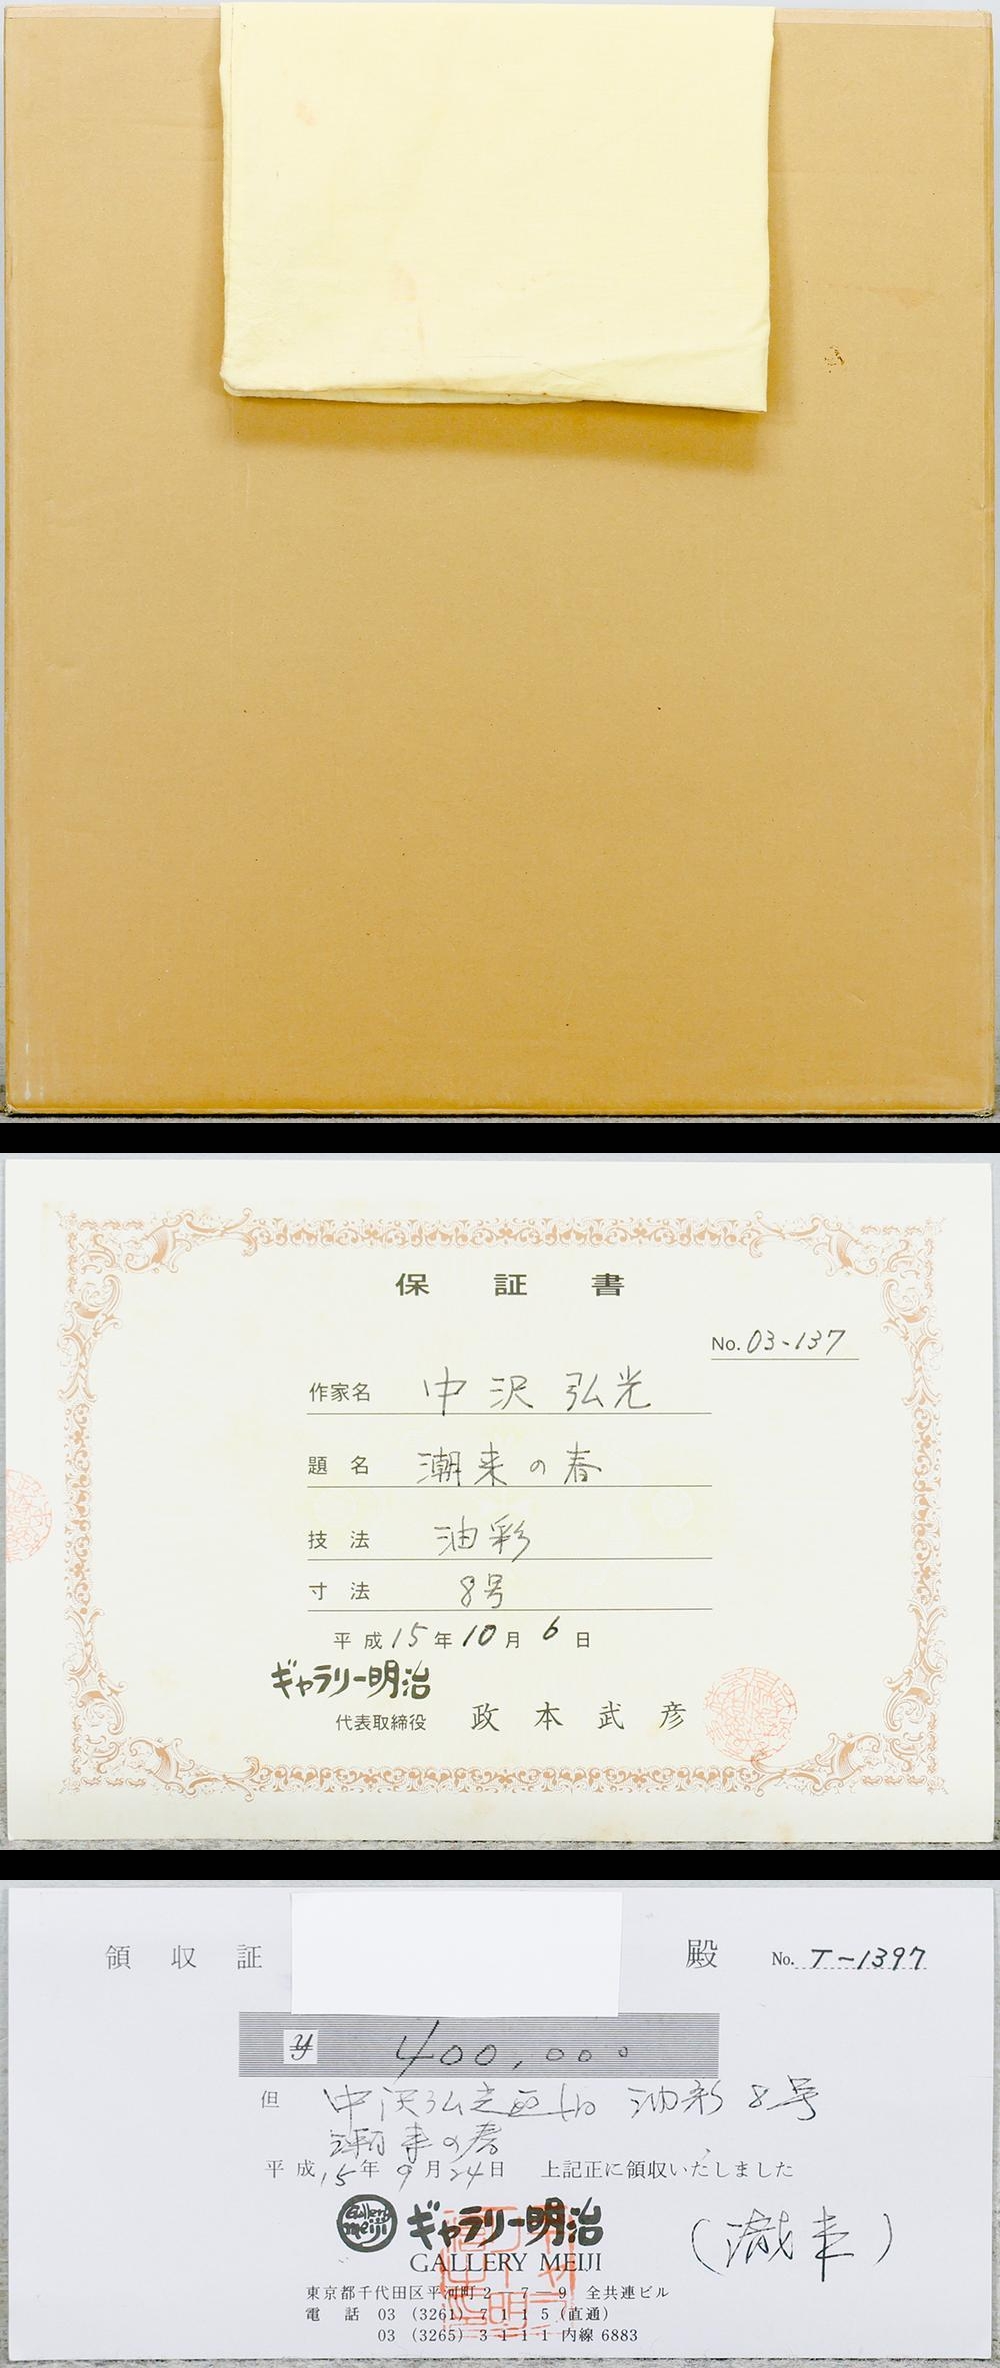 保証書
No. 03-137
作家名 中沢弘光
題名 潮来の春
技法 油彩
寸法 8号
平成15年10月6日
ギャラリー明治
代表取締役 政本武彦
領収証 殿 No. T-1397
¥ 400,000
但 中沢弘光画伯 油彩 8号
潮来の春
平成15年9月24日 上記正に領収いたしました
Gallery meiji ギャラリー明治
GALLERY MEIJI
東京都千代田区平河町2-7-9 全共連ビル
電話 03 (3261) 7115 (直通)
03 (3265) 3111 内線 6883